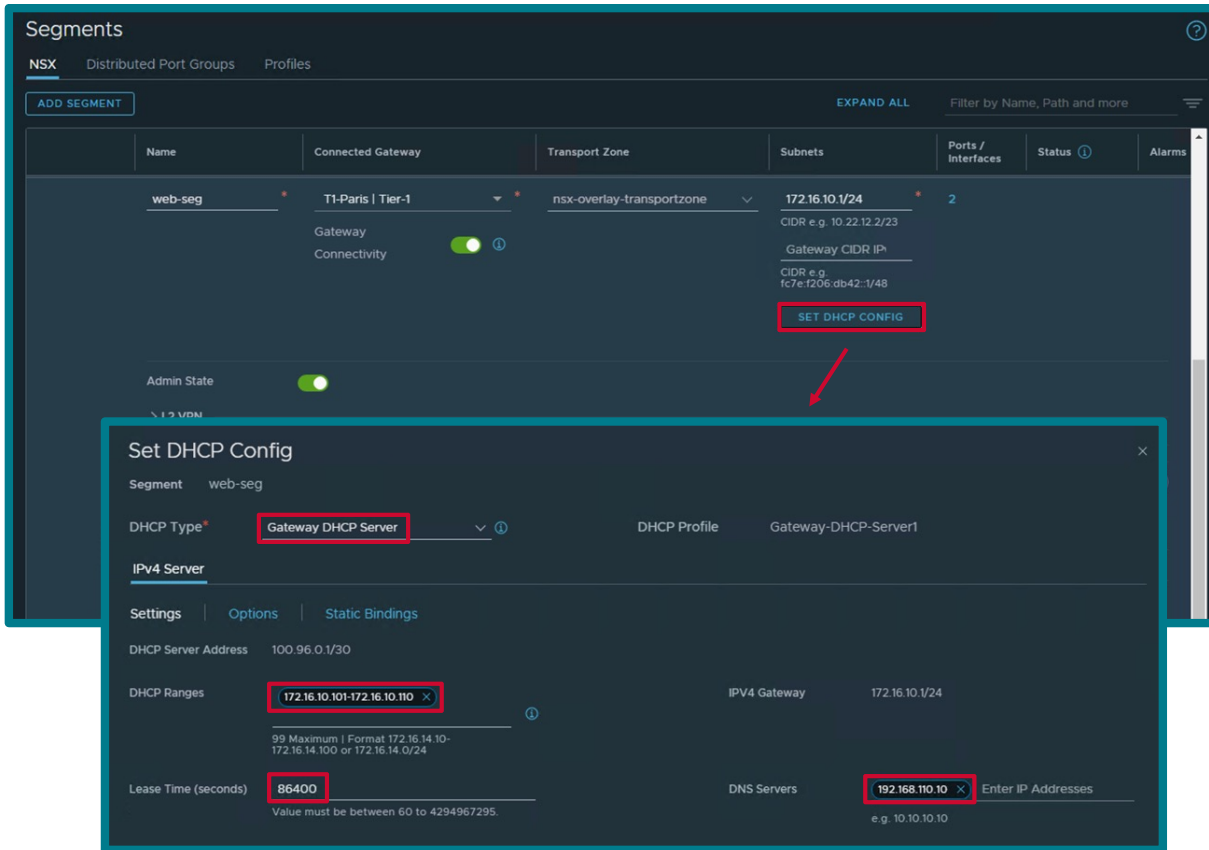 Segments
NSX Distributed Port Groups Profiles
ADD SEGMENT EXPAND ALL Filter by Name, Path and more
Name Connected Gateway Transport Zone Subnets Ports / Interfaces Status Alarms
web-seg * T1-Paris | Tier-1 * nsx-overlay-transportzone 172.16.10.1/24 * 2
CIDR e.g. 10.22.12.2/23
Gateway Connectivity
Gateway CIDR IP
CIDR e.g.
fc7e:f206:db42::1/48
SET DHCP CONFIG
Admin State
L2 VPN
Set DHCP Config
Segment web-seg
DHCP Type* Gateway DHCP Server DHCP Profile Gateway-DHCP-Server1
IPv4 Server
Settings Options Static Bindings
DHCP Server Address 100.96.0.1/30
DHCP Ranges 172.16.10.101-172.16.10.110 IPV4 Gateway 172.16.10.1/24
99 Maximum | Format 172.16.14.10-
172.16.14.100 or 172.16.14.0/24
Lease Time (seconds) 86400 DNS Servers 192.168.110.10 Enter IP Addresses
Value must be between 60 to 4294967295.
e.g. 10.10.10.10